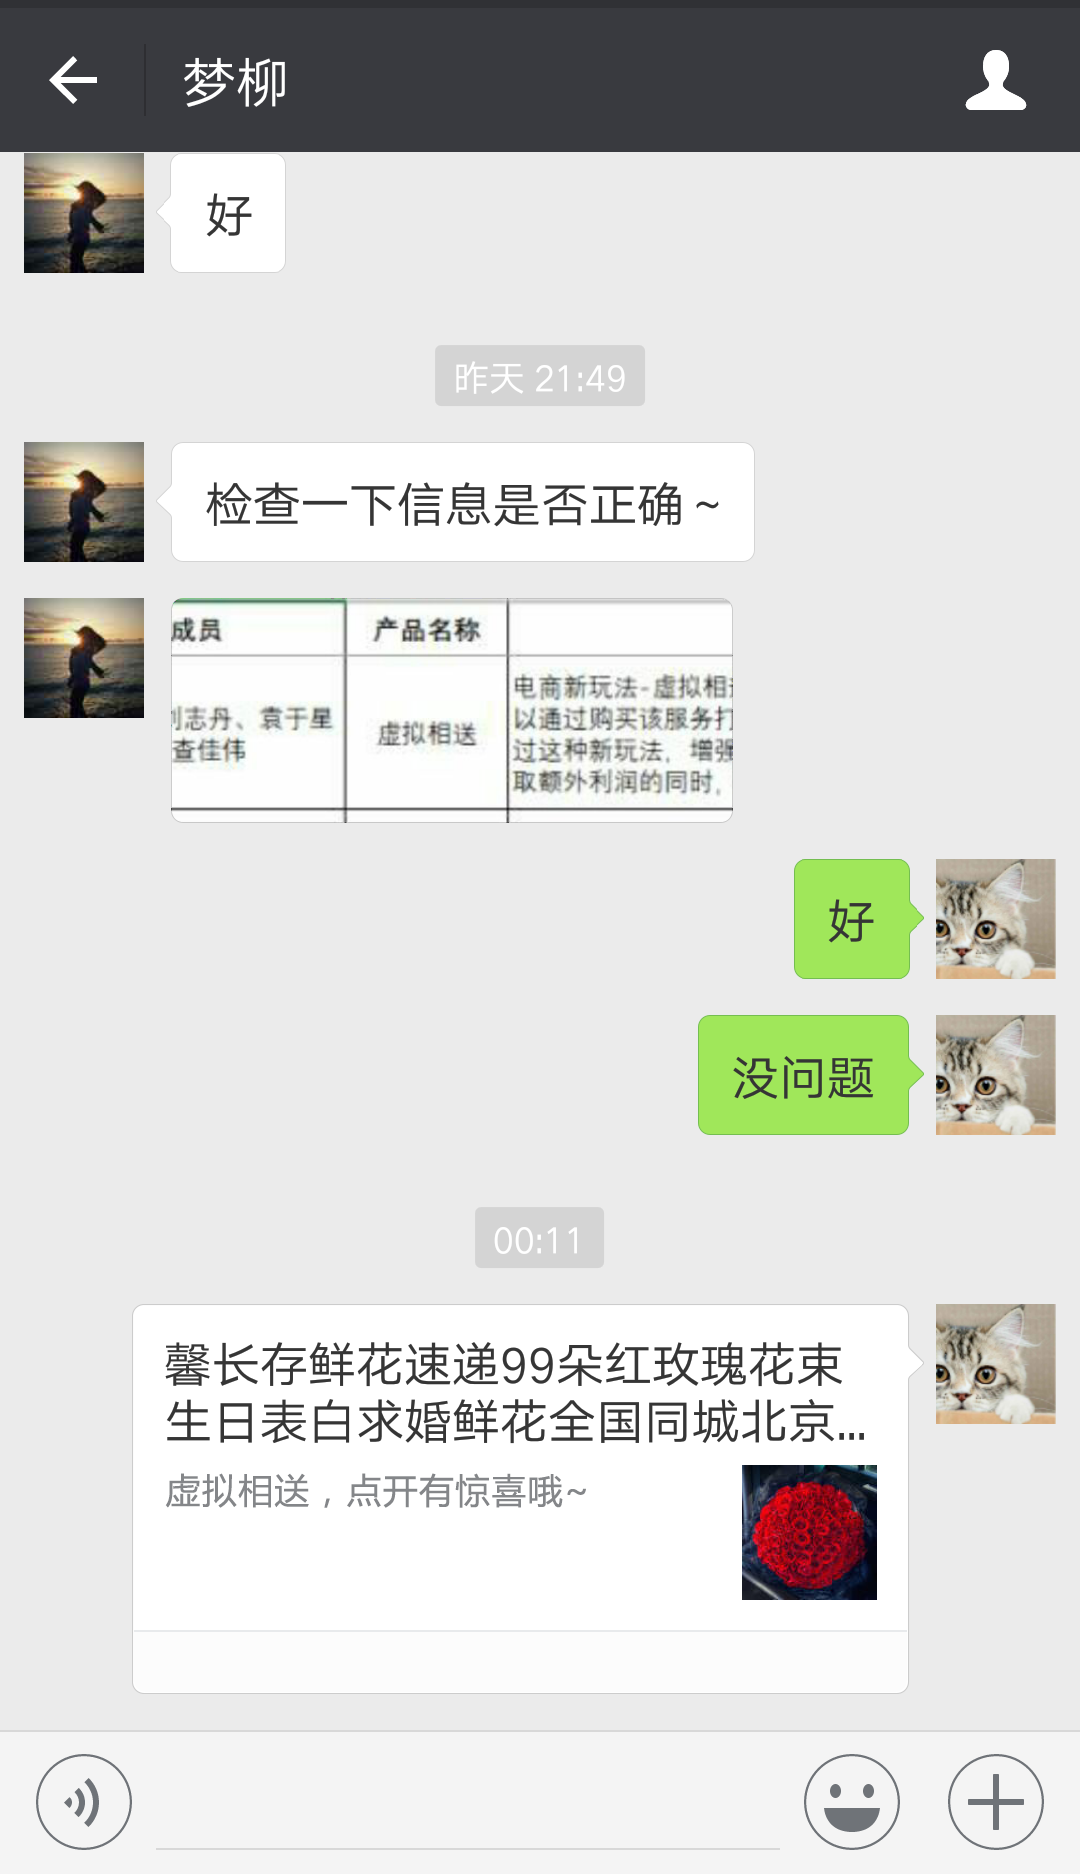 梦柳
好
昨天 21:49
检查一下信息是否正确~
成员
产品名称
刘志丹、袁于星
查佳伟
虚拟相送
电商新玩法-虚拟相
以通过购买该服务打
过这种新玩法，增强
取额外利润的同时，
好
没问题
00:11
馨长存鲜花速递99朵红玫瑰花束
生日表白求婚鲜花全国同城北京...
虚拟相送，点开有惊喜哦~